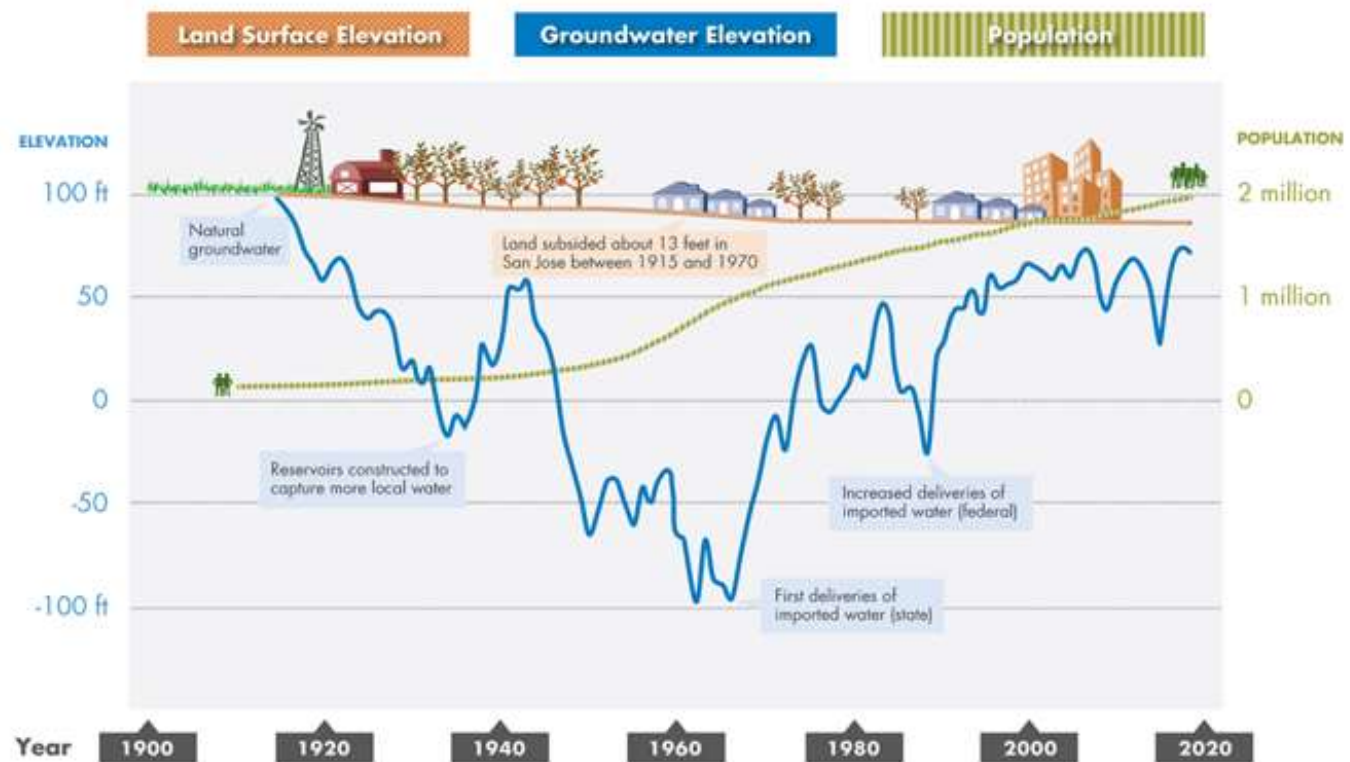 Land Surface Elevation
Groundwater Elevation
Population
ELEVATION
POPULATION
100 ft
2 million
Natural
groundwater
Land subsided about 13 feet in
San Jose between 1915 and 1970
50
1 million
0
0
Reservoirs constructed to
capture more local water
-50
Increased deliveries of
imported water (federal)
-100 ft
First deliveries of
imported water (state)
Year
1900
1920
1940
1960
1980
2000
2020